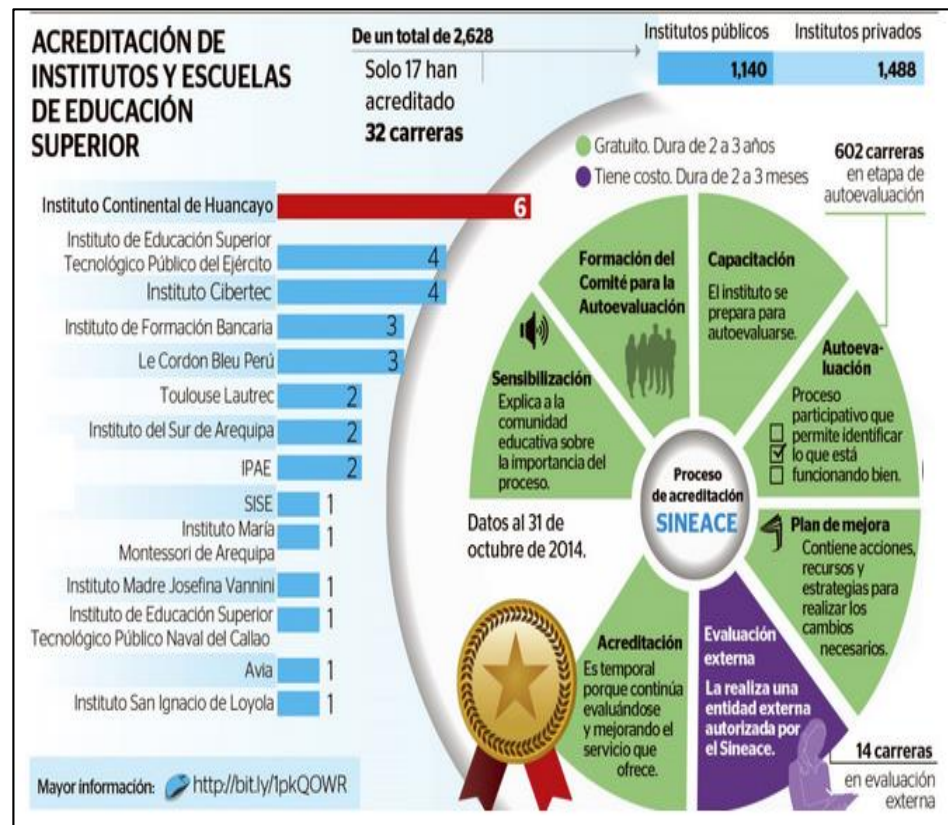 ACREDITACIÓN DE
INSTITUTOS Y ESCUELAS
DE EDUCACIÓN
SUPERIOR
De un total de 2,628
Solo 17 han
acreditado
32 carreras
Institutos públicos
Institutos privados
1,140
1,488
Gratuito. Dura de 2 a 3 años
Tiene costo. Dura de 2 a 3 meses
602 carreras
en etapa de
autoevaluación
Instituto Continental de Huancayo
6
Instituto de Educación Superior
Tecnológico Público del Ejército
4
Instituto Cibertec
4
Instituto de Formación Bancaria
3
Le Cordon Bleu Perú
3
Toulouse Lautrec
2
Instituto del Sur de Arequipa
2
IPAE
2
SISE
1
Instituto María
Montessori de Arequipa
1
Instituto Madre Josefina Vannini
1
Instituto de Educación Superior
Tecnológico Público Naval del Callao
1
Avia
1
Instituto San Ignacio de Loyola
1
Sensibilización
Explica a la
comunidad
educativa sobre
la importancia del
proceso.
Formación del
Comité para la
Autoevaluación
Capacitación
El instituto se
prepara para
autoevaluarse.
Autoeva-
luación
Proceso
participativo que
permite identificar
lo que está
funcionando bien.
Proceso
de acreditación
SINEACE
Plan de mejora
Contiene acciones,
recursos y
estrategias para
realizar los
cambios
necesarios.
Evaluación
externa
La realiza una
entidad externa
autorizada por
el Sineace.
Acreditación
Es temporal
porque continúa
evaluándose
y mejorando el
servicio que
ofrece.
Datos al 31 de
octubre de 2014.
14 carreras
en evaluación
externa
Mayor información: http://bit.ly/1pkQOWR